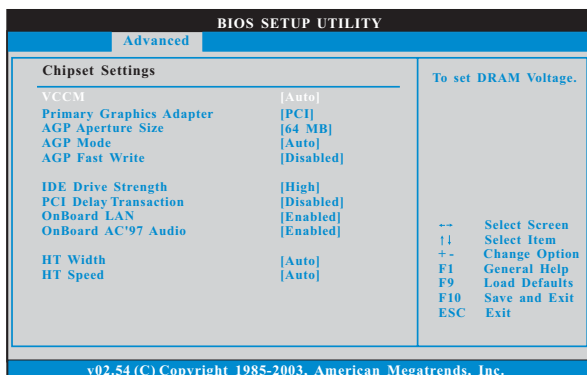 BIOS SETUP UTILITY
Advanced
Chipset Settings
VCCM [Auto]
Primary Graphics Adapter [PCI]
AGP Aperture Size [64 MB]
AGP Mode [Auto]
AGP Fast Write [Disabled]
IDE Drive Strength [High]
PCI Delay Transaction [Disabled]
OnBoard LAN [Enabled]
OnBoard AC'97 Audio [Enabled]
HT Width [Auto]
HT Speed [Auto]
To set DRAM Voltage.
←→ Select Screen
↑↓ Select Item
+ - Change Option
F1 General Help
F9 Load Defaults
F10 Save and Exit
ESC Exit
v02.54 (C) Copyright 1985-2003, American Megatrends, Inc.